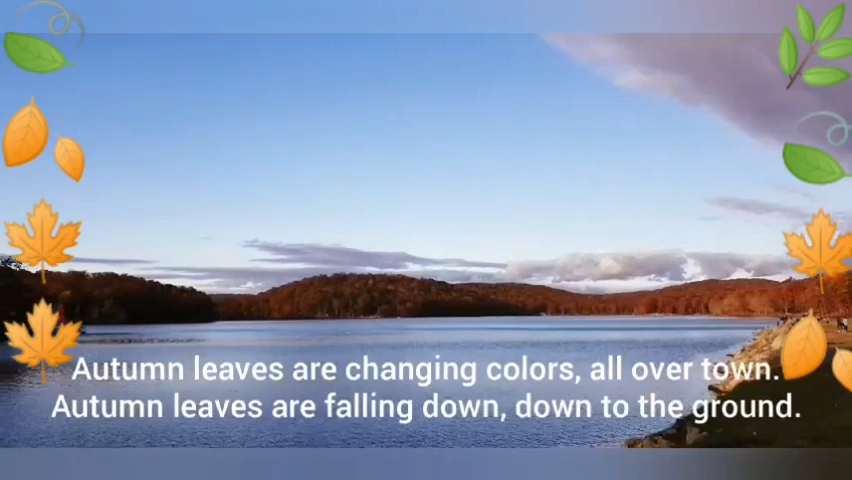 Autumn leaves are changing colors, all over town.
Autumn leaves are falling down, down to the ground.